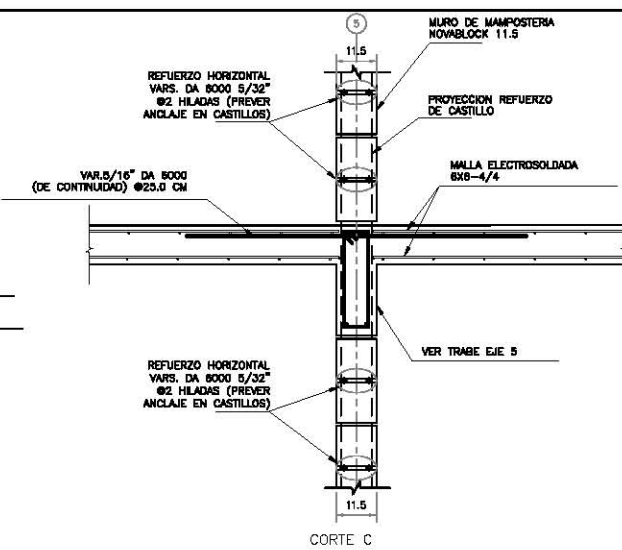 5
11.5
MURO DE MAMPOSTERIA
NOVABLOCK 11.5
REFUERZO HORIZONTAL
VARS. DA 6000 5/32"
@2 HILADAS (PREVER
ANCLAJE EN CASTILLOS)
PROYECCION REFUERZO
DE CASTILLO
VAR.5/16" DA 5000
(DE CONTINUIDAD) @25.0 CM
MALLA ELECTROSOLDADA
6X6-4/4
VER TRABE EJE 5
REFUERZO HORIZONTAL
VARS. DA 6000 5/32"
@2 HILADAS (PREVER
ANCLAJE EN CASTILLOS)
11.5
CORTE C